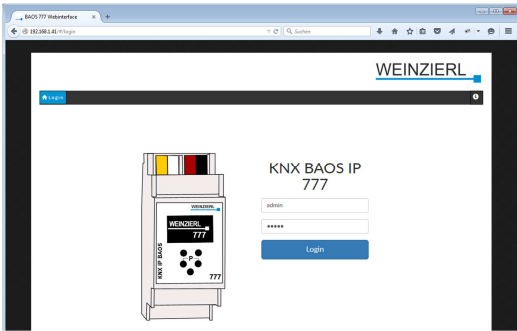 BAOS 777 Webinterface
192.168.1.41/#/login
Suchen
WEINZIERL
Login
KNX BAOS IP
777
admin
•••••
Login
WEINZIERL
WEINZIERL
777
P
KNX IP BAOS
777